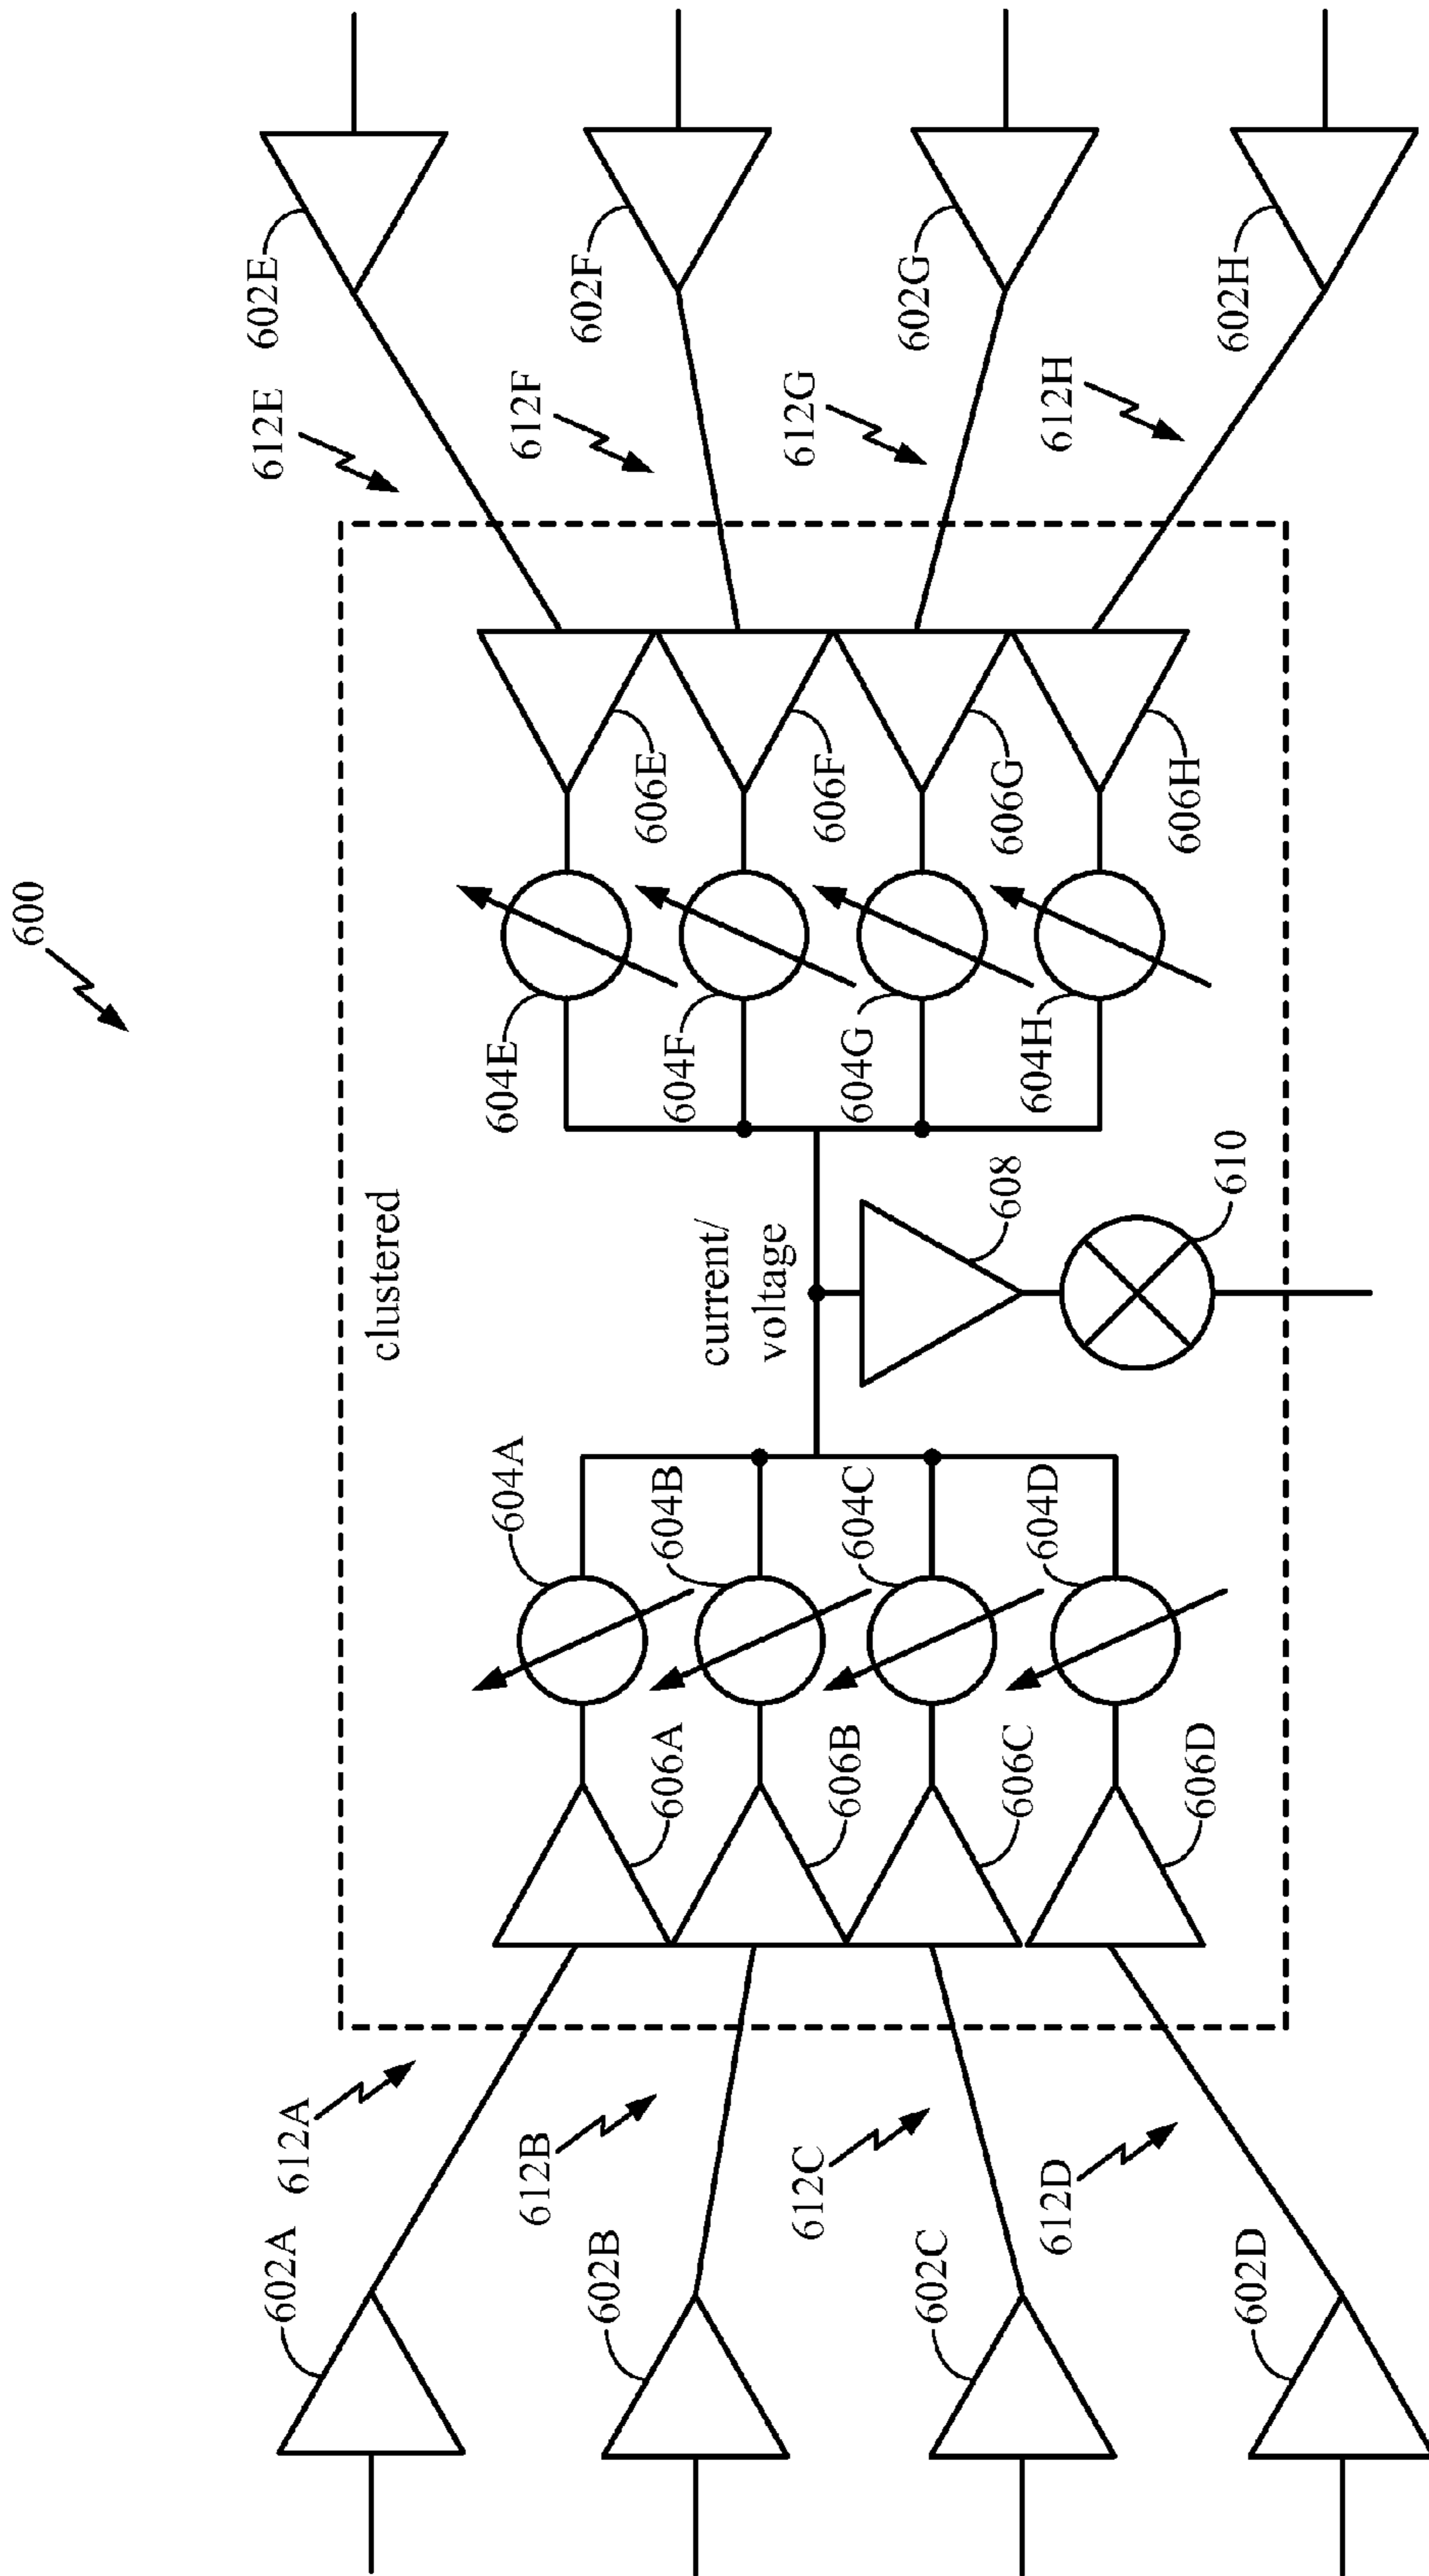 600
602E
602F
602G
602H
612E
612F
612G
612H
606E
606F
606G
606H
604E
604F
604G
604H
clustered
current/
voltage
608
610
604A
604B
604C
604D
606A
606B
606C
606D
612A
612B
612C
612D
602A
602B
602C
602D